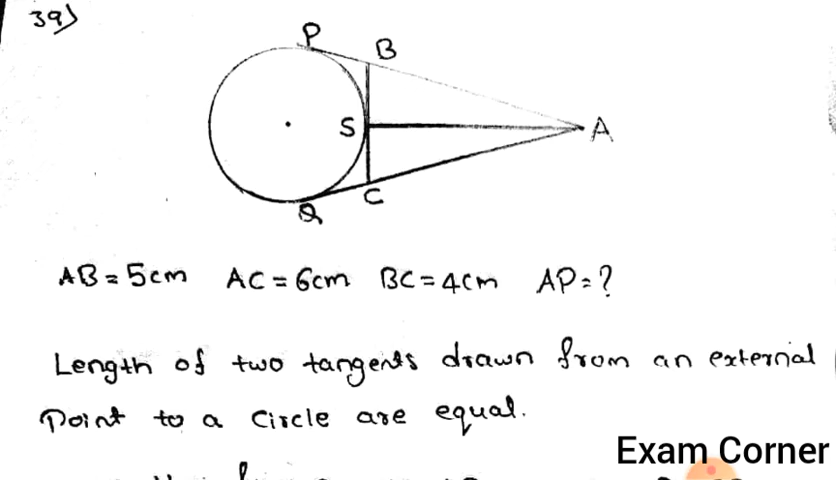 39)
P
B
S
A
C
Q
AB = 5cm AC = 6cm BC = 4cm AP = ?
Length of two tangents drawn from an external
Point to a circle are equal.
Exam Corner